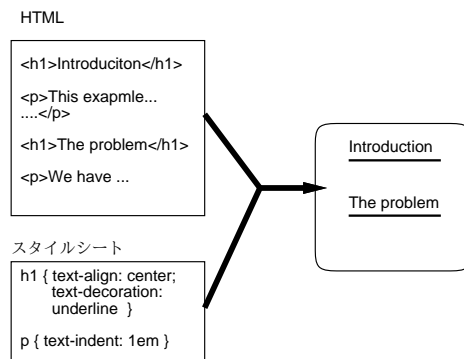 HTML
<h1>Introduciton</h1>
<p>This exapmle...
....</p>
<h1>The problem</h1>
<p>We have ...
スタイルシート
h1 { text-align: center;
text-decoration:
underline }
p { text-indent: 1em }
Introduction
The problem